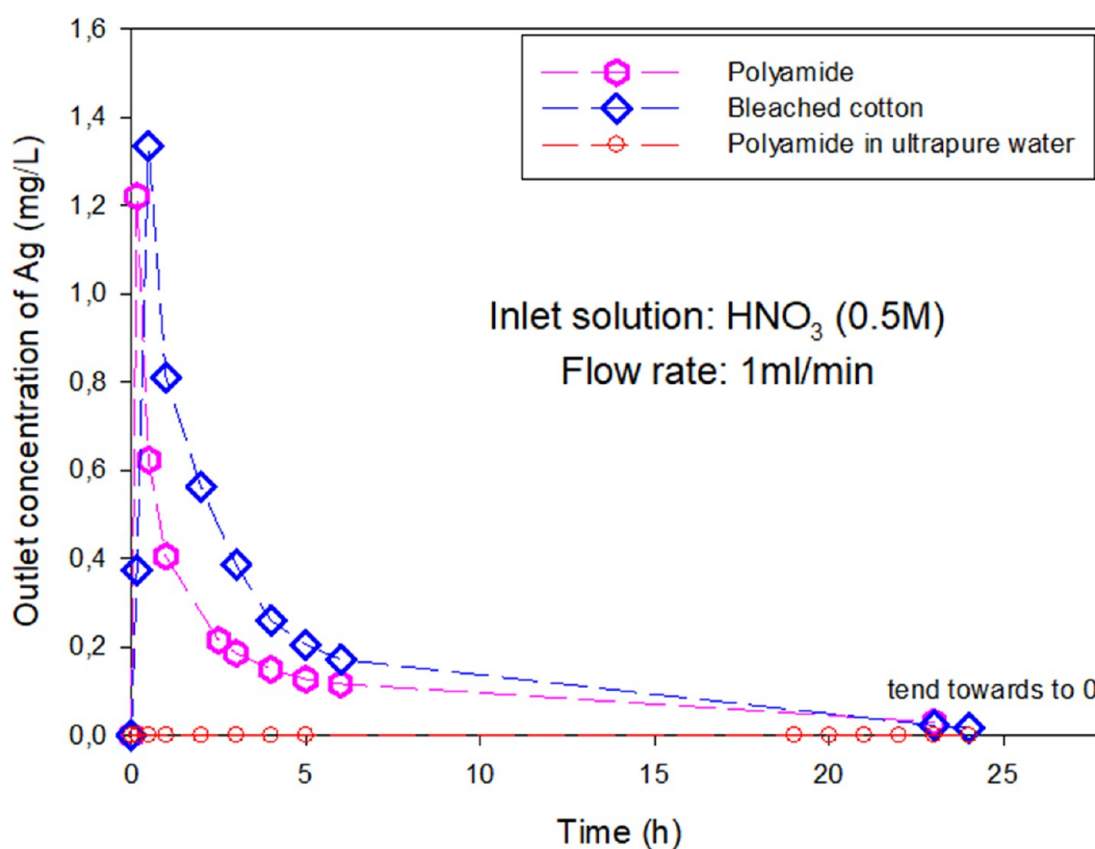 Outlet concentration of Ag (mg/L)
1,6
1,4
1,2
1,0
0,8
0,6
0,4
0,2
0,0
Polyamide
Bleached cotton
Polyamide in ultrapure water
Inlet solution: HNO₃ (0.5M)
Flow rate: 1ml/min
tend towards to 0
0 5 10 15 20 25
Time (h)